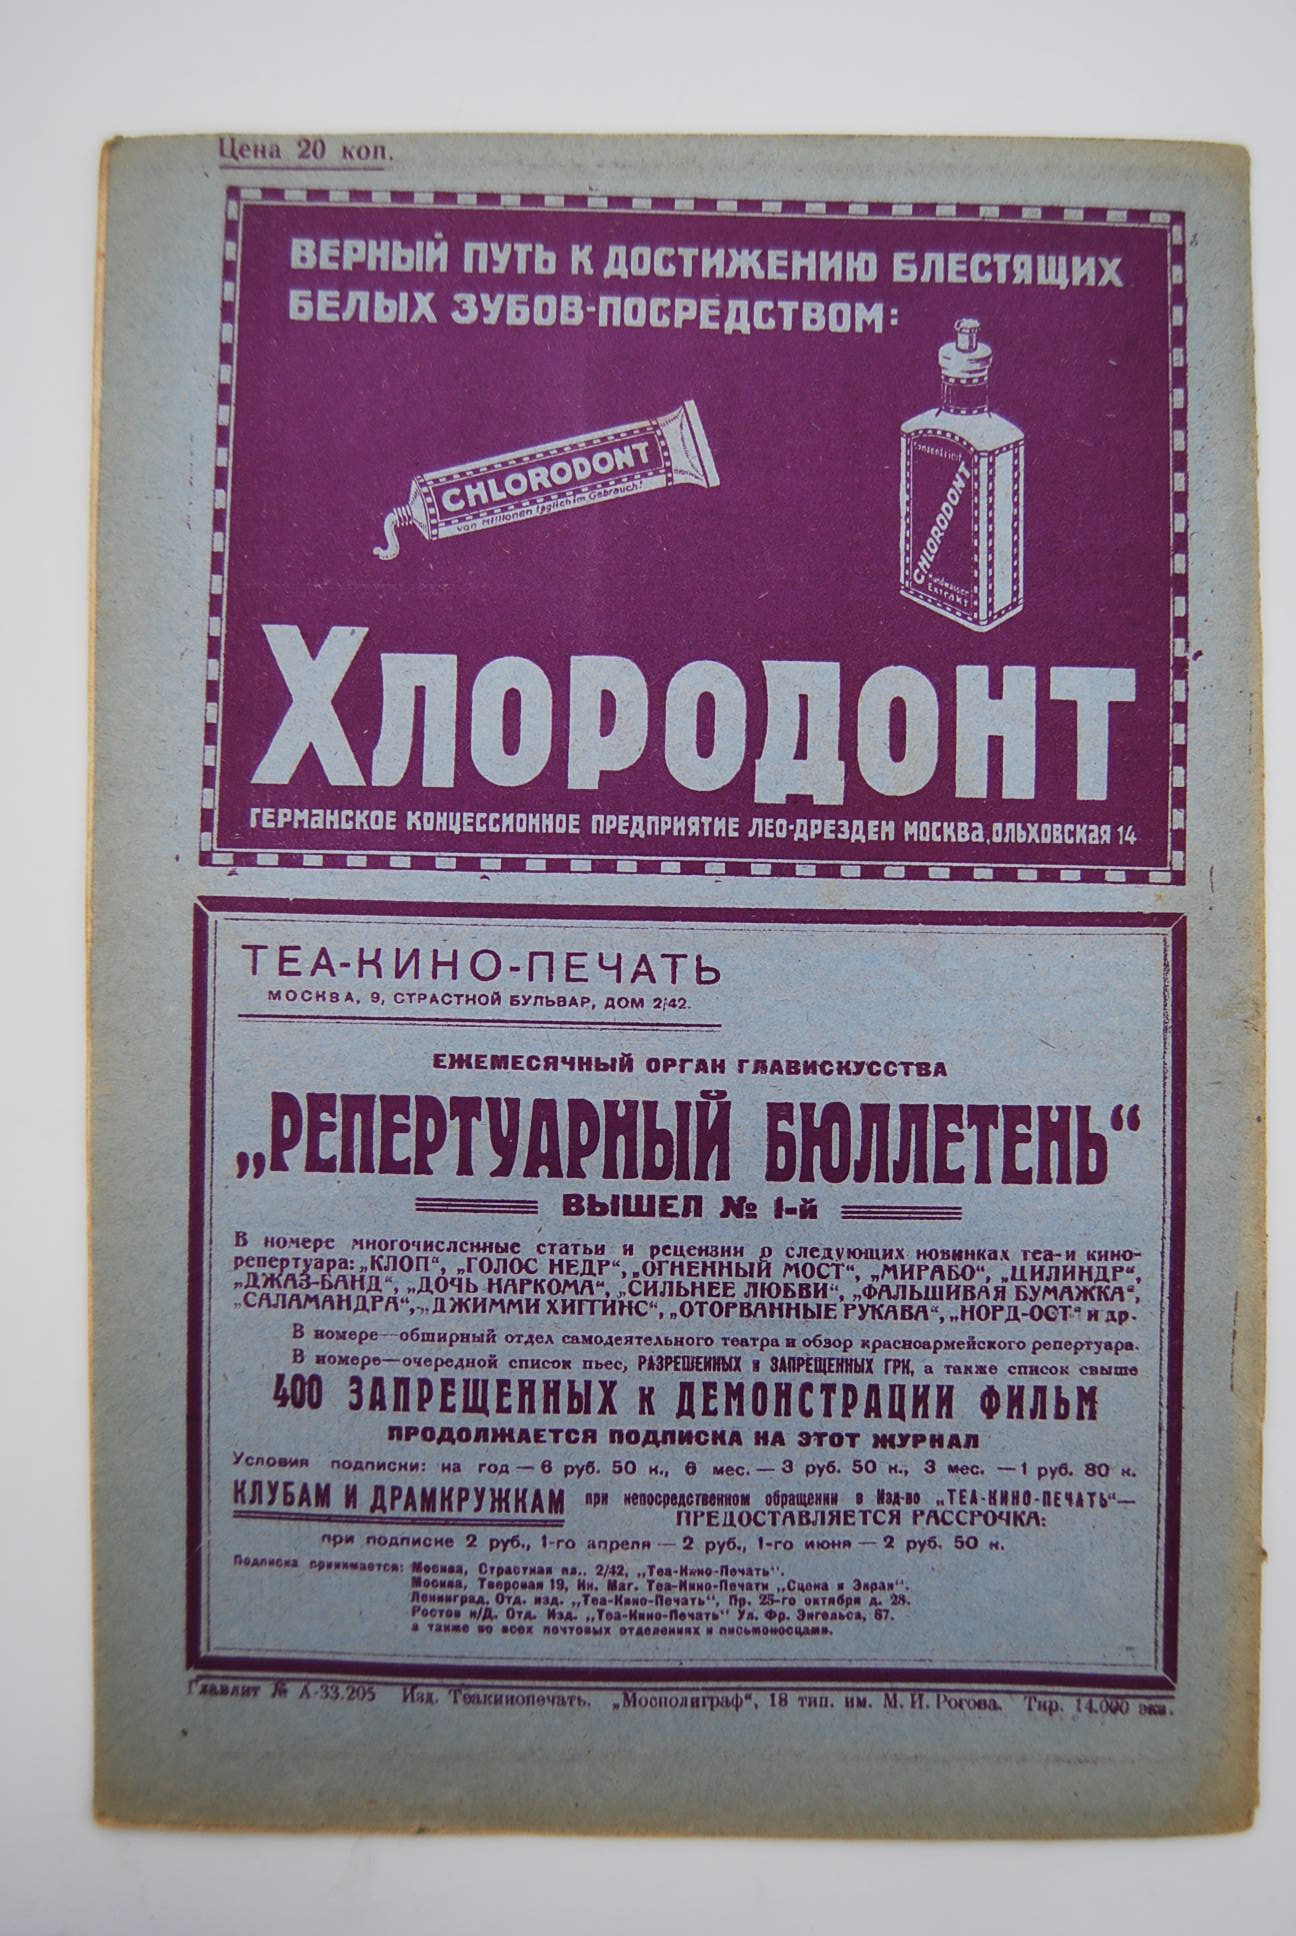 Цена 20 коп.
ВЕРНЫЙ ПУТЬ К ДОСТИЖЕНИЮ БЛЕСТЯЩИХ
БЕЛЫХ ЗУБОВ-ПОСРЕДСТВОМ:
CHLORODONT
von Millionen täglich im Gebrauch!
CHLORODONT
Extrakt
ХЛОРОДОНТ
ГЕРМАНСКОЕ КОНЦЕССИОННОЕ ПРЕДПРИЯТИЕ ЛЕО-ДРЕЗДЕН МОСКВА, ОЛЬХОВСКАЯ 14
ТЕА-КИНО-ПЕЧАТЬ
МОСКВА, 9, СТРАСТНОЙ БУЛЬВАР, ДОМ 2/42.
ЕЖЕМЕСЯЧНЫЙ ОРГАН ГЛАВИСКУССТВА
„РЕПЕРТУАРНЫЙ БЮЛЛЕТЕНЬ“
ВЫШЕЛ № 1-й
В номере многочисленные статьи и рецензии о следующих новинках теа-и кино-
репертуара: „КЛОП“, „ГОЛОС НЕДР“, „ОГНЕННЫЙ МОСТ“, „МИРАБО“, „ЦИЛИНДР“,
„ДЖАЗ-БАНД“, „ДОЧЬ НАРКОМА“, „СИЛЬНЕЕ ЛЮБВИ“, „ФАЛЬШИВАЯ БУМАЖКА“,
„САЛАМАНДРА“, „ДЖИММИ ХИГГИНС“, „ОТОРВАННЫЕ РУКАВА“, „НОРД-ОСТ“ и др.
В номере—обширный отдел самодеятельного театра и обзор красноармейского репертуара.
В номере—очередной список пьес, РАЗРЕШЕННЫХ и ЗАПРЕЩЕННЫХ ГРК, а также список свыше
400 ЗАПРЕЩЕННЫХ К ДЕМОНСТРАЦИИ ФИЛЬМ
ПРОДОЛЖАЕТСЯ ПОДПИСКА НА ЭТОТ ЖУРНАЛ
Условия подписки: на год — 6 руб. 50 к., 6 мес. — 3 руб. 50 к., 3 мес. — 1 руб. 80 к.
КЛУБАМ И ДРАМКРУЖКАМ при непосредственном обращении в Изд-во „ТЕА-КИНО-ПЕЧАТЬ“—
ПРЕДОСТАВЛЯЕТСЯ РАССРОЧКА:
при подписке 2 руб., 1-го апреля — 2 руб., 1-го июня — 2 руб. 50 к.
Подписка принимается: Москва, Страстная пл., 2/42, „Теа-Кино-Печать“.
Москва, Тверская 19, Кн. Маг. Теа-Кино-Печати „Сцена и Экран“.
Ленинград, Отд. изд. „Теа-Кино-Печать“, Пр. 25-го октября д. 28.
Ростов н/Д. Отд. Изд. „Теа-Кино-Печать“ Ул. Фр. Энгельса, 67.
а также во всех почтовых отделениях и письмоносцами.
Главлит № А-33.205 Изд. Теакинопечать. „Мосполиграф“, 18 тип. им. М. И. Рогова. Тир. 14.000 экз.